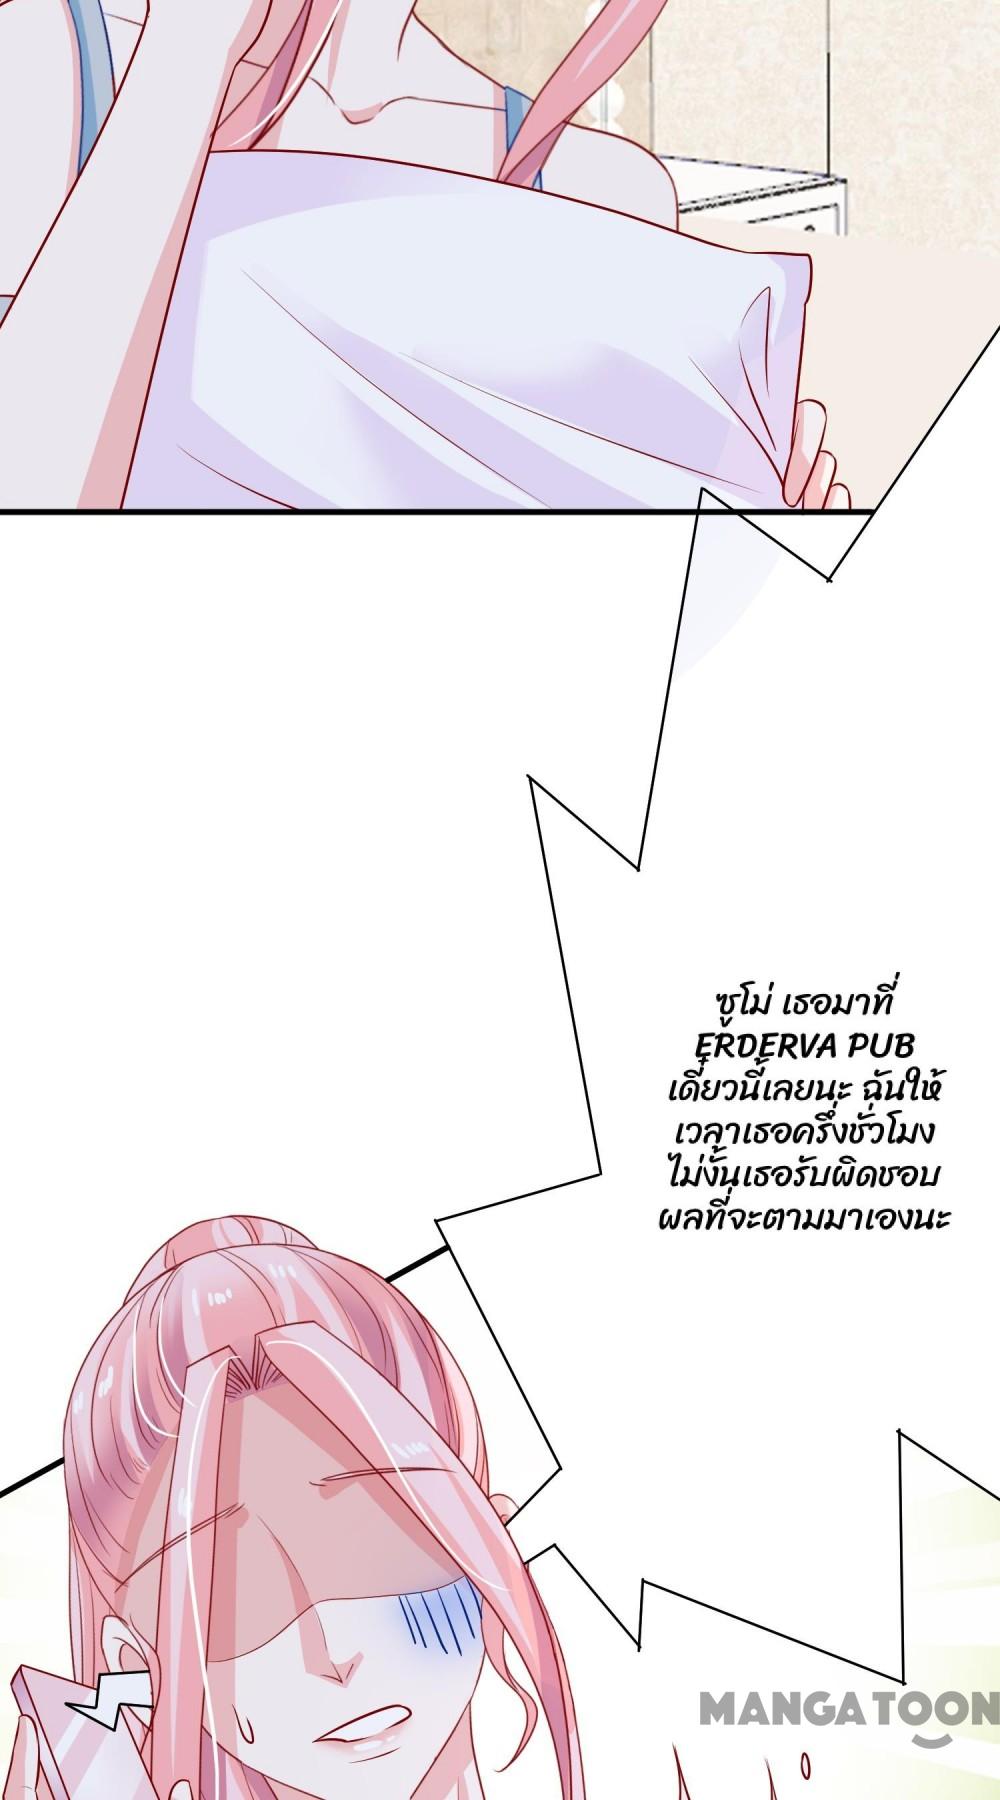 ซูโม่ เธอมาที่
ERDERVA PUB
เดี๋ยวนี้เลยนะ ฉันให้
เวลาเธอครึ่งชั่วโมง
ไม่งั้นเธอรับผิดชอบ
ผลที่จะตามมาเองนะ
MANGATOON